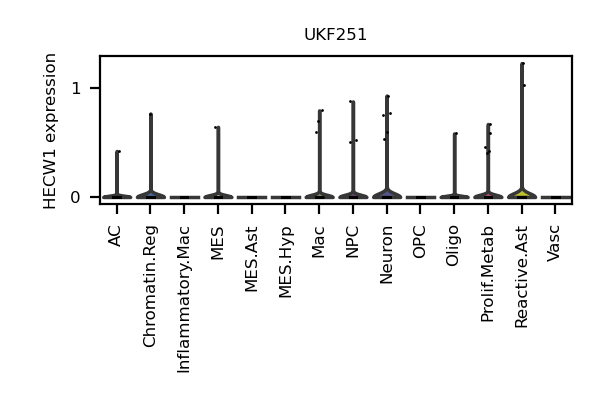 UKF251
HECW1 expression
1
0
AC
Chromatin.Reg
Inflammatory.Mac
MES
MES.Ast
MES.Hyp
Mac
NPC
Neuron
OPC
Oligo
Prolif.Metab
Reactive.Ast
Vasc